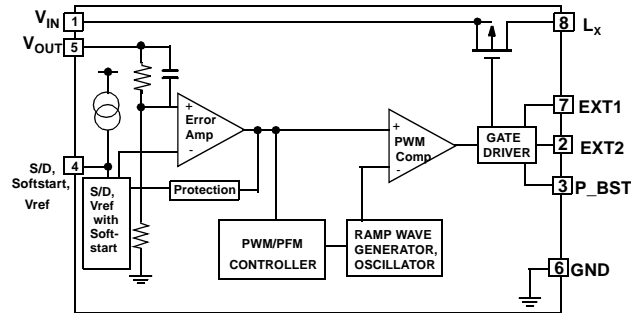 VIN
1
8
LX
VOUT
5
+
Error
Amp
-
+
PWM
Comp
-
7
EXT1
GATE
DRIVER
2
EXT2
3
P_BST
4
S/D,
Softstart,
Vref
S/D,
Vref
with
Soft-
start
Protection
PWM/PFM
CONTROLLER
RAMP WAVE
GENERATOR,
OSCILLATOR
6
GND